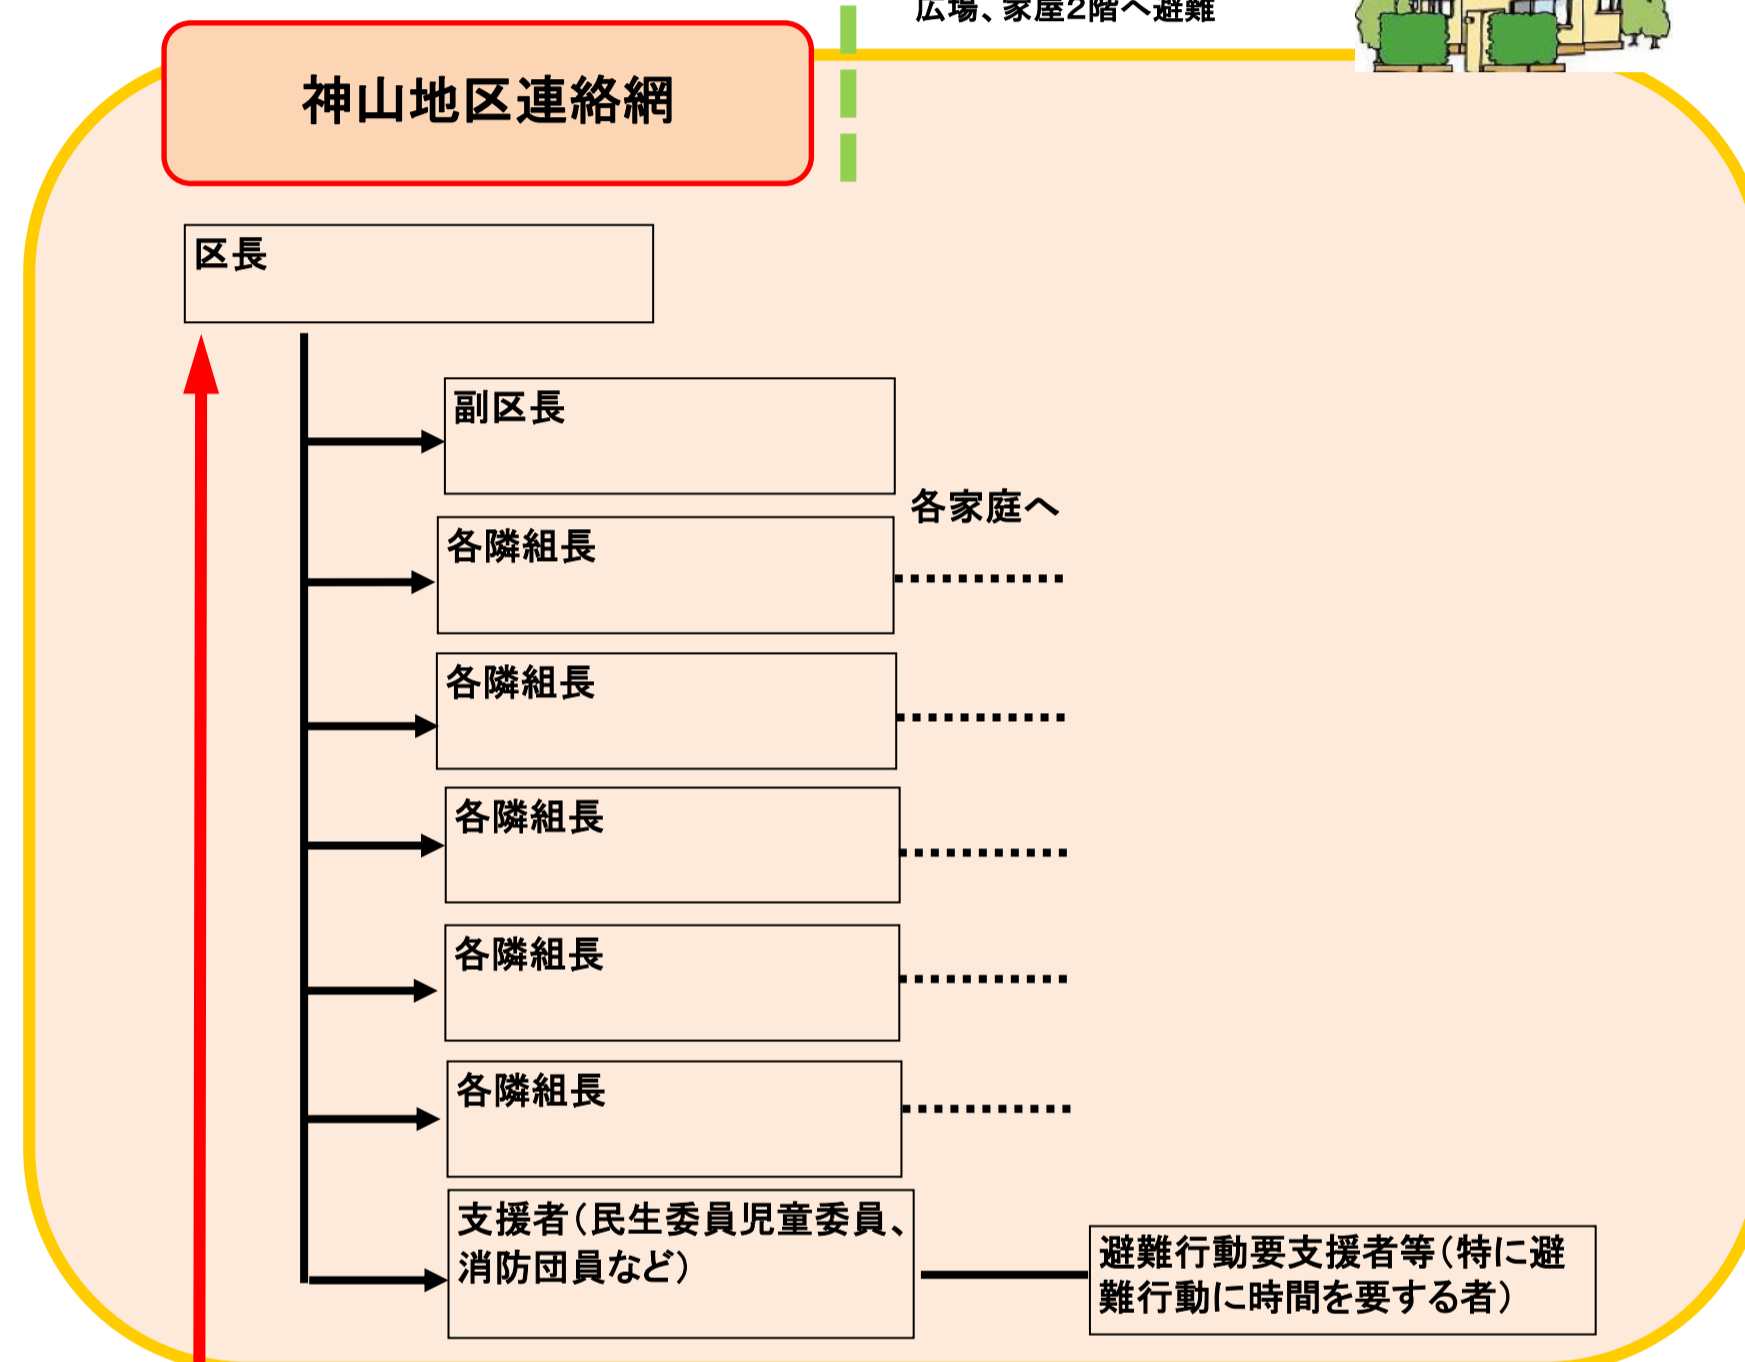 広場、家屋2階へ避難
神山地区連絡網
区長
副区長
各家庭へ
各隣組長
各隣組長
各隣組長
各隣組長
各隣組長
支援者（民生委員児童委員、
消防団員など）
避難行動要支援者等（特に避
難行動に時間を要する者）